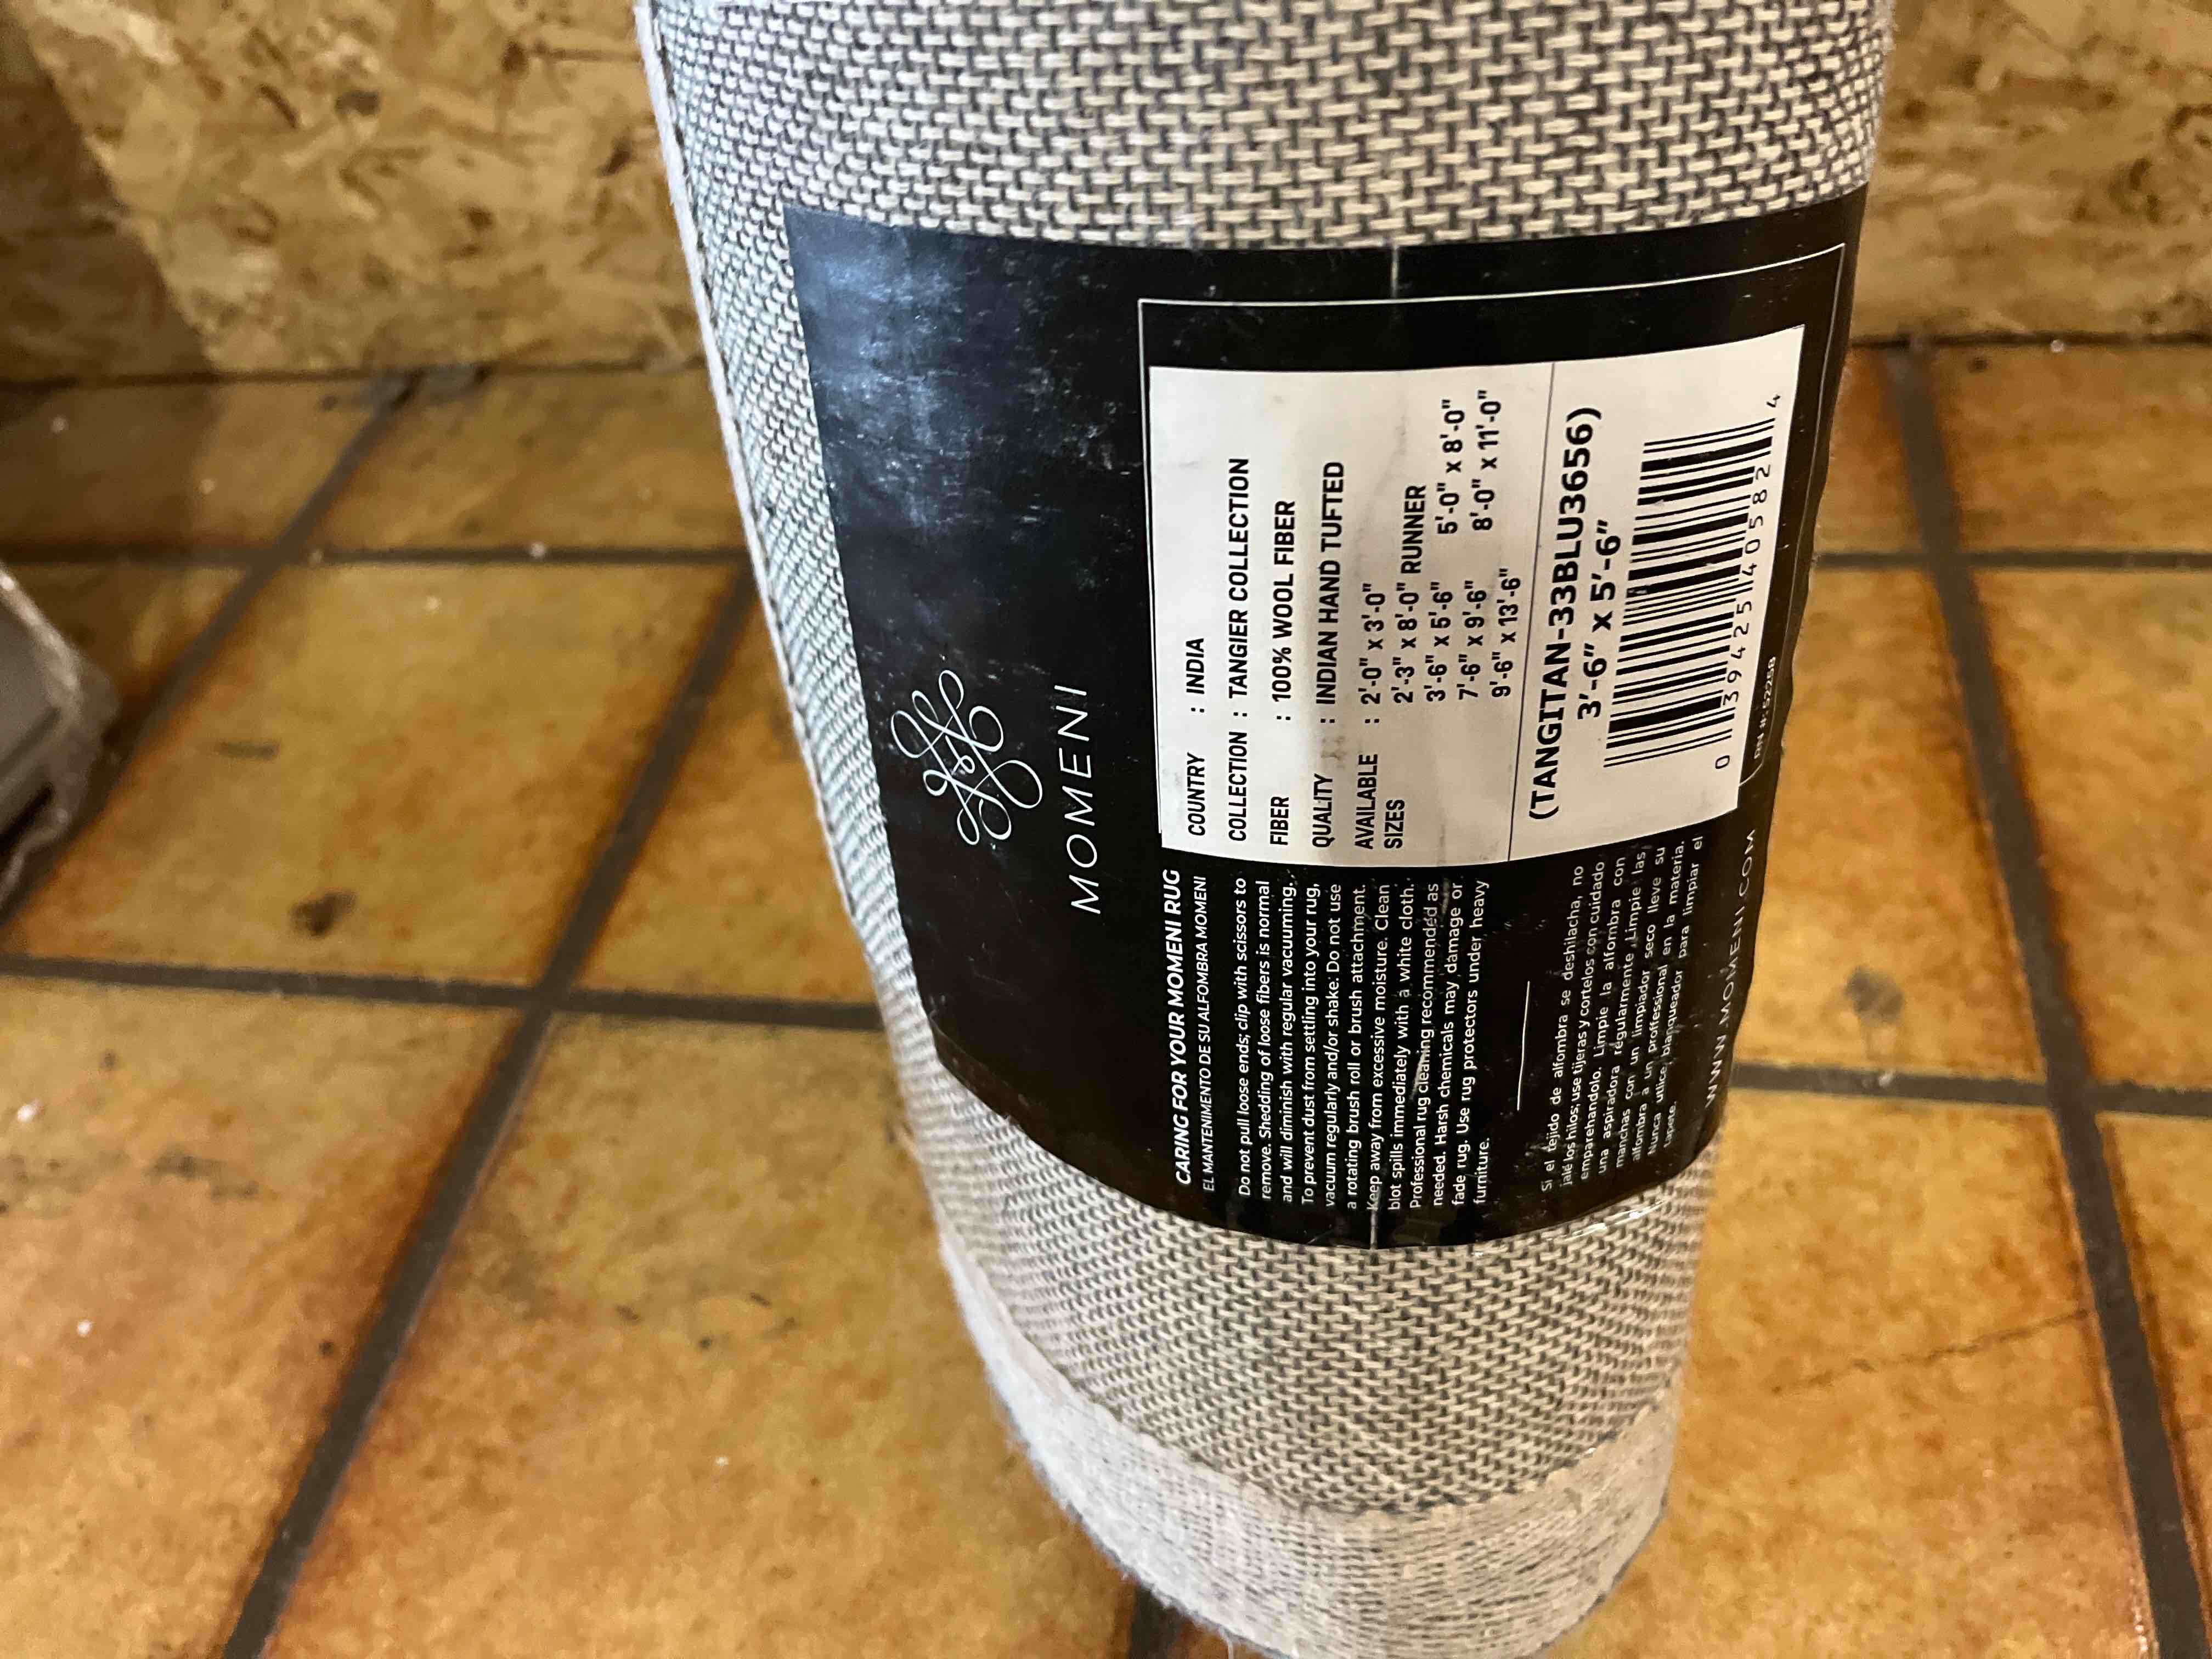 MOMENI
COUNTRY : INDIA
COLLECTION : TANGIER COLLECTION
FIBER : 100% WOOL FIBER
QUALITY : INDIAN HAND TUFTED
AVAILABLE SIZES : 2'-0" x 3'-0"
2'-3" x 8'-0" RUNNER
3'-6" x 5'-6" 5'-0" x 8'-0"
7'-6" x 9'-6" 8'-0" x 11'-0"
9'-6" x 13'-6"
(TANGITAN-33BLU3656)
3'-6" x 5'-6"
0 39425 40582 4
RN #: 52258
CARING FOR YOUR MOMENI RUG
EL MANTENIMENTO DE SU ALFOMBRA MOMENI
Do not pull loose ends; clip with scissors to
remove. Shedding of loose fibers is normal
and will diminish with regular vacuuming.
To prevent dust from settling into your rug,
vacuum regularly and/or shake. Do not use
a rotating brush roll or brush attachment.
Keep away from excessive moisture. Clean
blot spills immediately with a white cloth.
Professional rug cleaning recommended as
needed. Harsh chemicals may damage or
fade rug. Use rug protectors under heavy
furniture.
Si el tejido de alfombra se deshilacha, no
jale los hilos; use tijeras y cortelos con cuidado
emparehandolo. Limpie la alfombra con
una aspiradora regularmente. Limpie las
manchas con un limpiador seco lleve su
alfombra a un proffesional en la materia.
Nunca utilice blanqueador para limpiar el
tapete.
WWW.MOMENI.COM